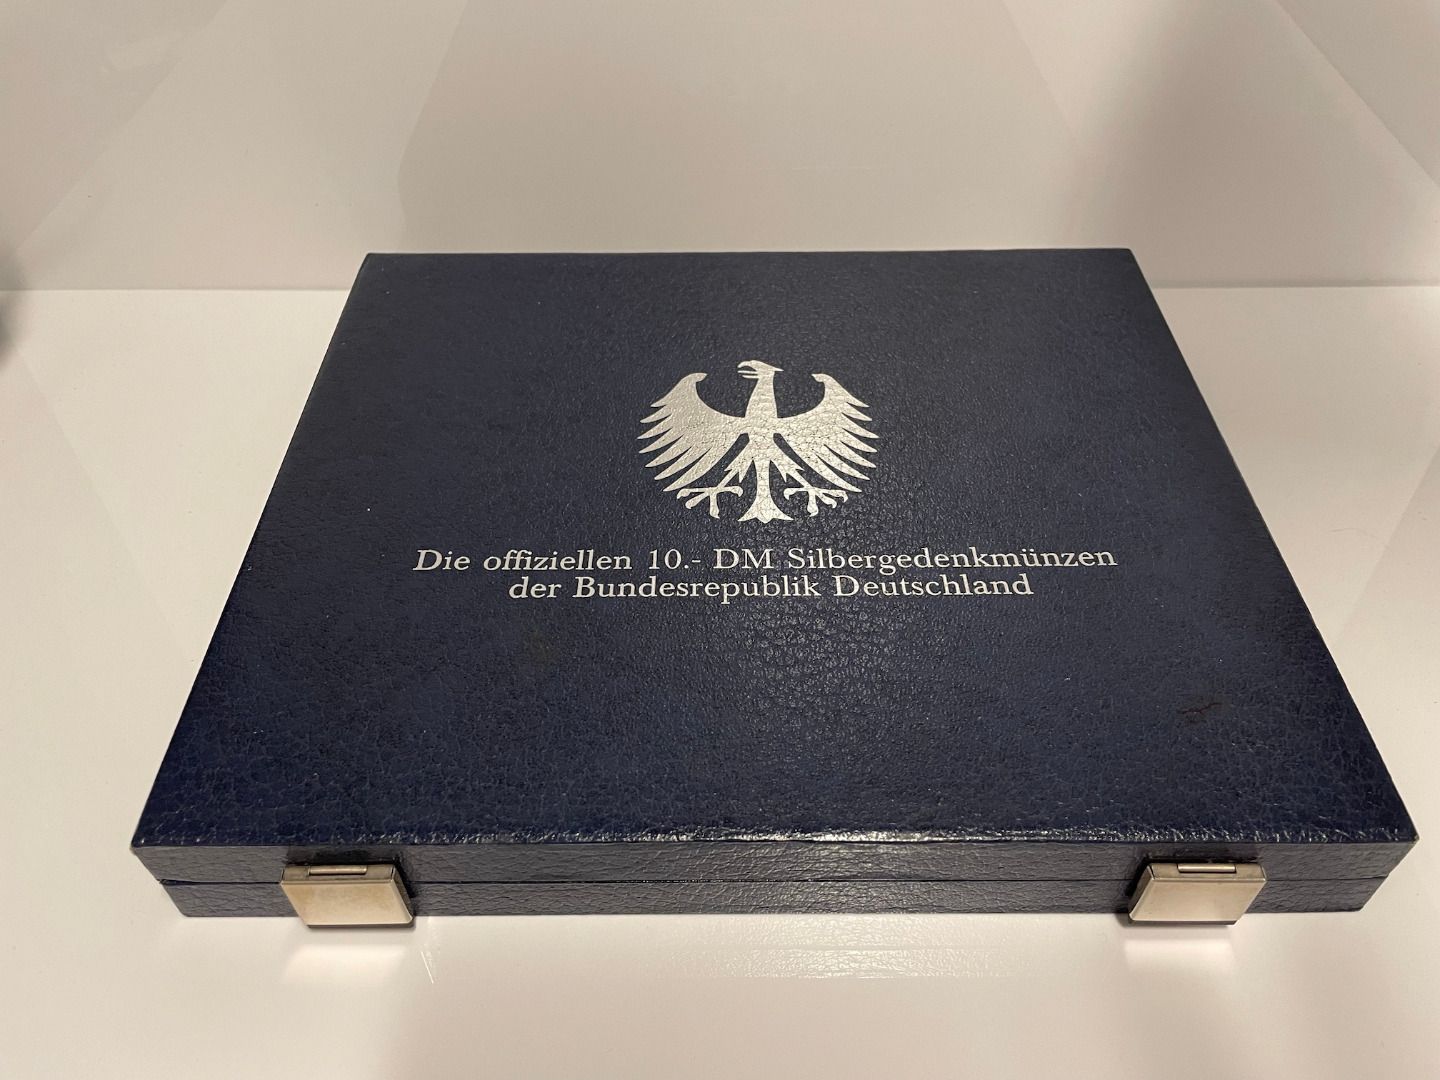 Die offiziellen 10.- DM Silbergedenkmünzen
der Bundesrepublik Deutschland